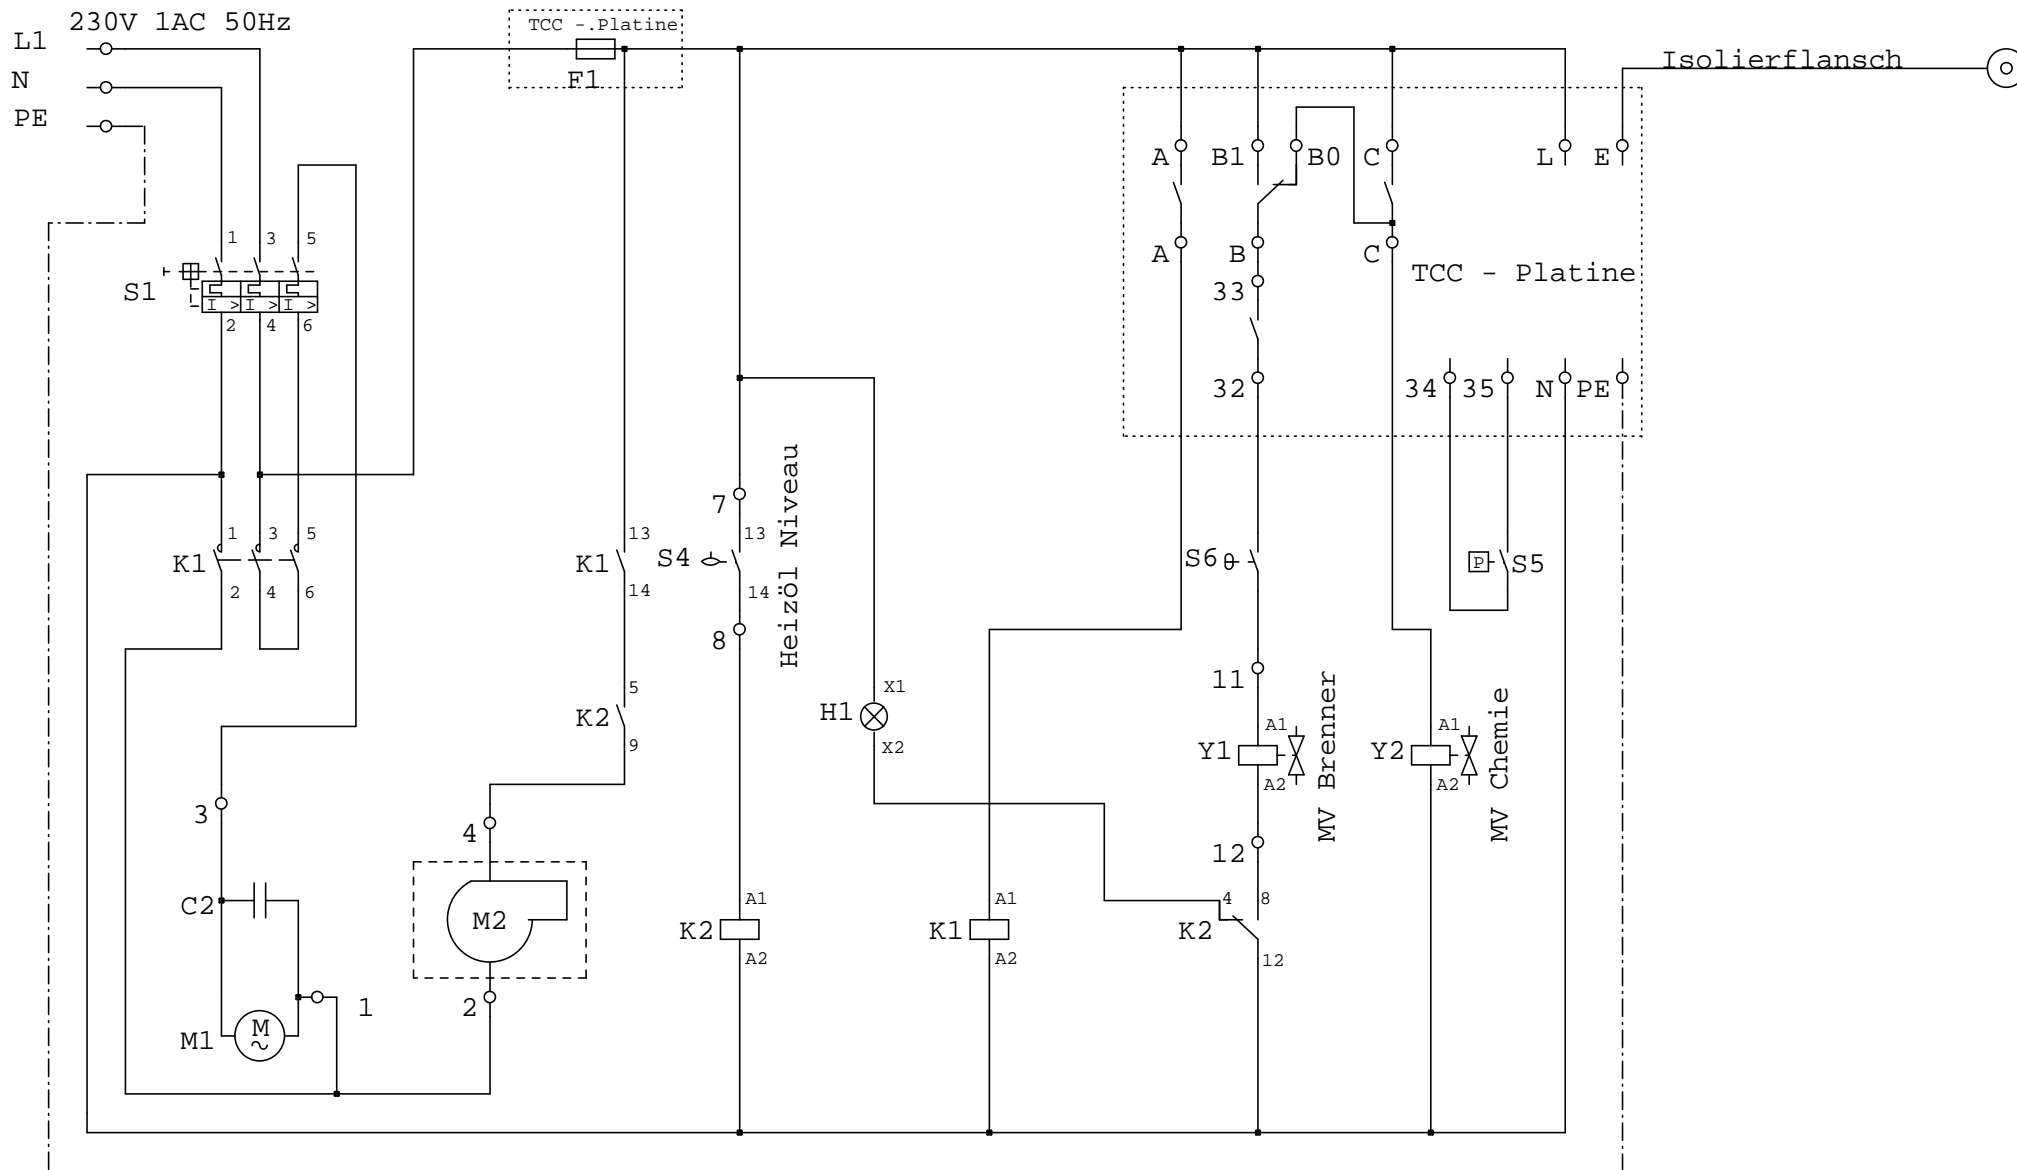 230V 1AC 50Hz
L1
N
PE
TCC -.Platine
F1
Isolierflansch
A B1 B0 C L E
A B C
TCC - Platine
33
32
34 35 N PE
1 3 5
S1
I > I > I >
2 4 6
1 3 5
K1
2 4 6
13
K1
14
5
K2
9
7
13
S4
14
8
Heizöl Niveau
X1
H1
X2
S6
P S5
11
A1
Y1
A2
MV Brenner
12
A1
Y2
A2
MV Chemie
3
C2
M1
M
~
1
4
M2
2
A1
K2
A2
A1
K1
A2
4 8
K2
12